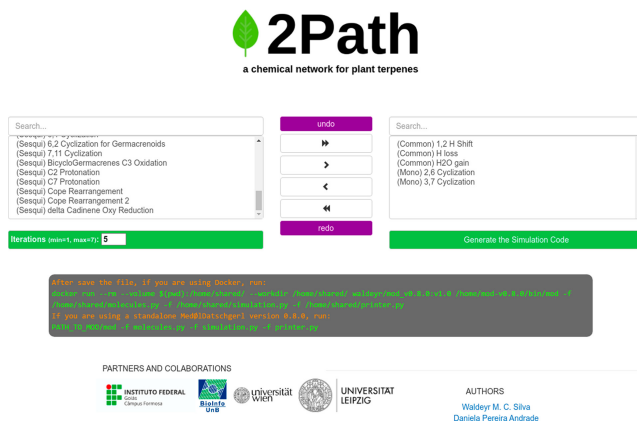 2Path
a chemical network for plant terpenes
Search...
(Sesqui) 6,2 Cyclization for Germacrenoids
(Sesqui) 7,11 Cyclization
(Sesqui) BicycloGermacrenes C3 Oxidation
(Sesqui) C2 Protonation
(Sesqui) C7 Protonation
(Sesqui) Cope Rearrangement
(Sesqui) Cope Rearrangement 2
(Sesqui) delta Cadinene Oxy Reduction
Iterations (min=1, max=7): 5
undo
redo
Search...
(Common) 1,2 H Shift
(Common) H loss
(Common) H2O gain
(Mono) 2,6 Cyclization
(Mono) 3,7 Cyclization
Generate the Simulation Code
After save the file, if you are using Docker, run:
docker run --rm --volume $(pwd):/home/shared/ --workdir /home/shared/ waldeyr/mod_v0.8.0:v1.0 /home/mod-v0.8.0/bin/mod -f
/home/shared/molecules.py -f /home/shared/simulation.py -f /home/shared/printer.py
If you are using a standalone MedØlDatschgerl version 0.8.0, run:
PATH_TO_MOD/mod -f molecules.py -f simulation.py -f printer.py
PARTNERS AND COLABORATIONS
INSTITUTO FEDERAL
Goiás
Câmpus Formosa
BioInfo
UnB
universität
wien
UNIVERSITÄT
LEIPZIG
AUTHORS
Waldeyr M. C. Silva
Daniela Pereira Andrade